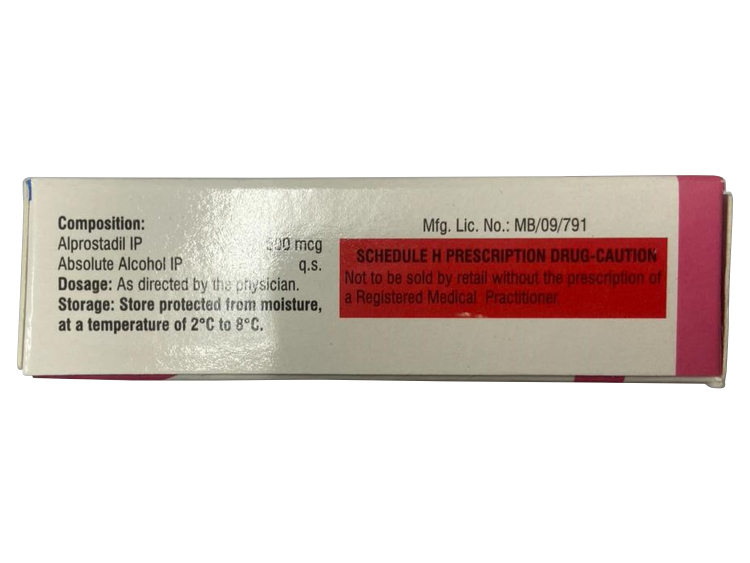 Composition:
Alprostadil IP 500 mcg
Absolute Alcohol IP q.s.
Dosage: As directed by the physician.
Storage: Store protected from moisture,
at a temperature of 2°C to 8°C.
Mfg. Lic. No.: MB/09/791
SCHEDULE H PRESCRIPTION DRUG-CAUTION
Not to be sold by retail without the prescription of
a Registered Medical Practitioner